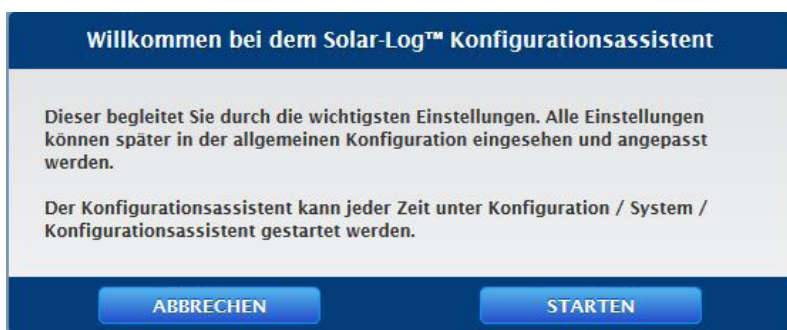 Willkommen bei dem Solar-Log™ Konfigurationsassistent
Dieser begleitet Sie durch die wichtigsten Einstellungen. Alle Einstellungen
können später in der allgemeinen Konfiguration eingesehen und angepasst
werden.
Der Konfigurationsassistent kann jeder Zeit unter Konfiguration / System /
Konfigurationsassistent gestartet werden.
ABBRECHEN
STARTEN